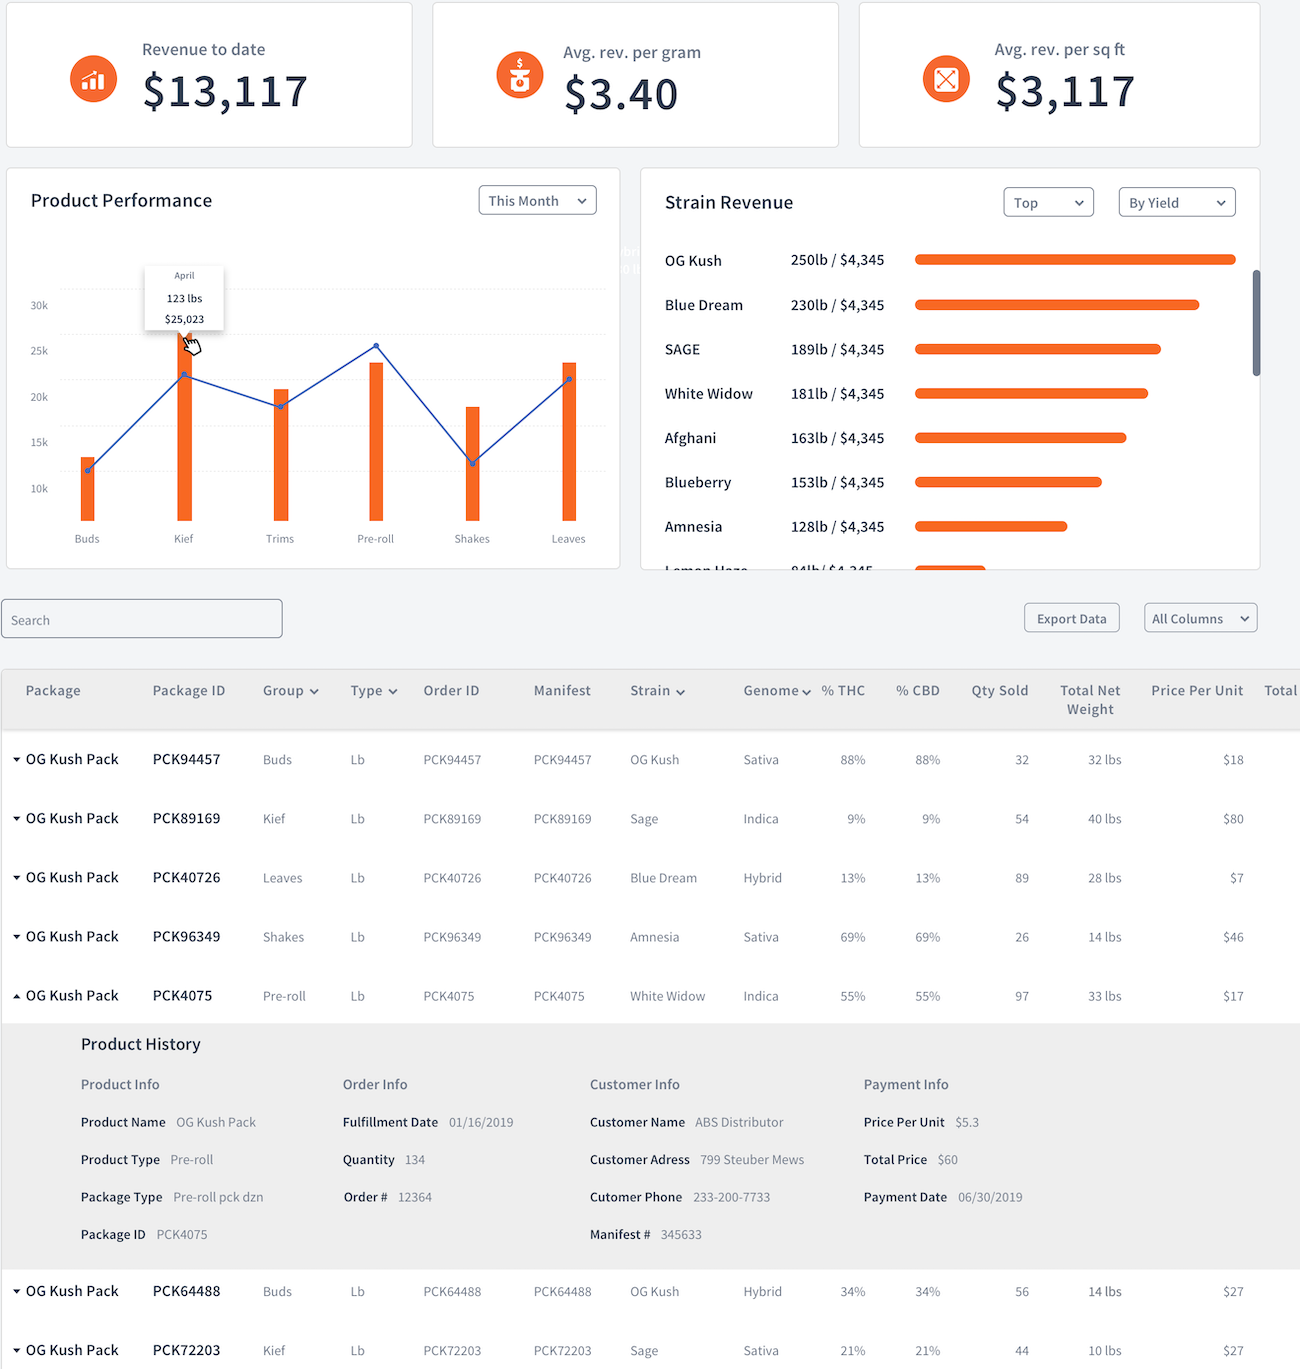 Revenue to date
$13,117
Avg. rev. per gram
$3.40
Avg. rev. per sq ft
$3,117
Product Performance
This Month
April
123 lbs
$25,023
30k
25k
20k
15k
10k
Buds Kief Trims Pre-roll Shakes Leaves
Strain Revenue
Top
By Yield
OG Kush 250lb / $4,345
Blue Dream 230lb / $4,345
SAGE 189lb / $4,345
White Widow 181lb / $4,345
Afghani 163lb / $4,345
Blueberry 153lb / $4,345
Amnesia 128lb / $4,345
Lemon Haze 84lb/ $4,345
Search
Export Data
All Columns
Package Package ID Group Type Order ID Manifest Strain Genome % THC % CBD Qty Sold Total Net Weight Price Per Unit Total
OG Kush Pack PCK94457 Buds Lb PCK94457 PCK94457 OG Kush Sativa 88% 88% 32 32 lbs $18
OG Kush Pack PCK89169 Kief Lb PCK89169 PCK89169 Sage Indica 9% 9% 54 40 lbs $80
OG Kush Pack PCK40726 Leaves Lb PCK40726 PCK40726 Blue Dream Hybrid 13% 13% 89 28 lbs $7
OG Kush Pack PCK96349 Shakes Lb PCK96349 PCK96349 Amnesia Sativa 69% 69% 26 14 lbs $46
OG Kush Pack PCK4075 Pre-roll Lb PCK4075 PCK4075 White Widow Indica 55% 55% 97 33 lbs $17
Product History
Product Info Order Info Customer Info Payment Info
Product Name OG Kush Pack Fulfillment Date 01/16/2019 Customer Name ABS Distributor Price Per Unit $5.3
Product Type Pre-roll Quantity 134 Customer Adress 799 Steuber Mews Total Price $60
Package Type Pre-roll pck dzn Order # 12364 Cutomer Phone 233-200-7733 Payment Date 06/30/2019
Package ID PCK4075 Manifest # 345633
OG Kush Pack PCK64488 Buds Lb PCK64488 PCK64488 OG Kush Hybrid 34% 34% 56 14 lbs $27
OG Kush Pack PCK72203 Kief Lb PCK72203 PCK72203 Sage Sativa 21% 21% 44 10 lbs $27